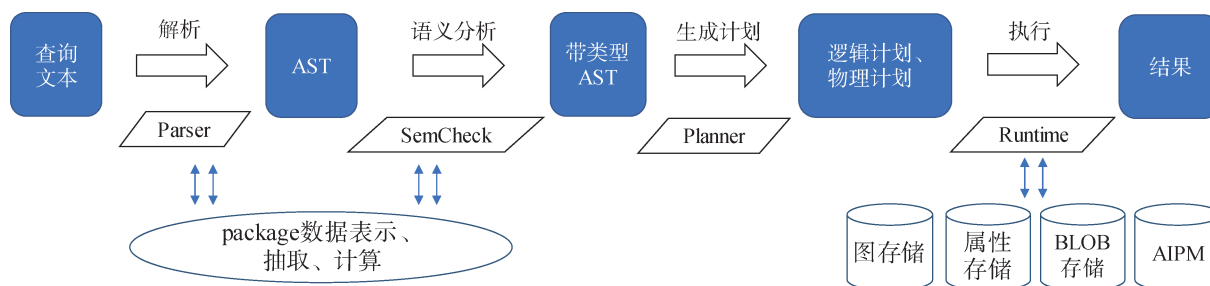 查询
文本
解析
AST
语义分析
带类型
AST
生成计划
逻辑计划、
物理计划
执行
结果
Parser
SemCheck
Planner
Runtime
package数据表示、
抽取、计算
图存储
属性
存储
BLOB
存储
AIPM